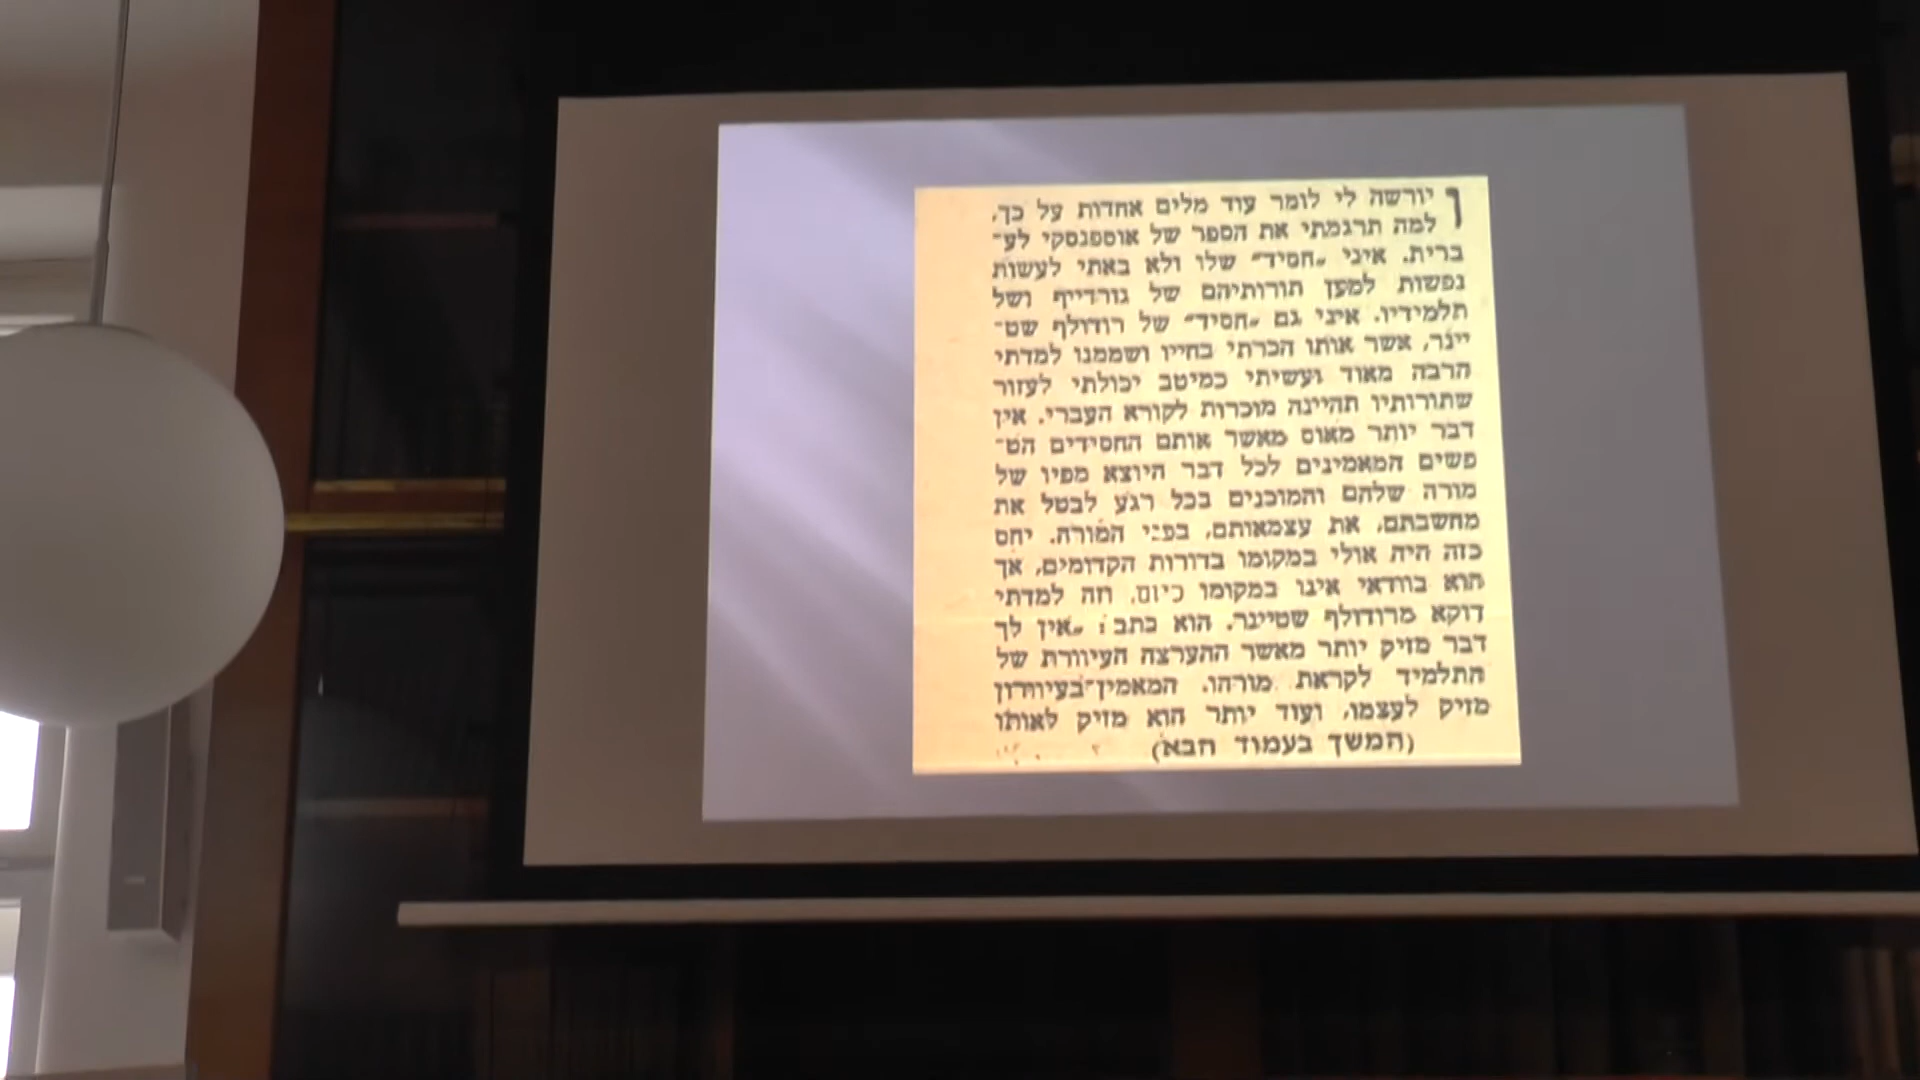 ויורשה לי לומר עוד מלים אחדות על כך,
למה תרגמתי את הספר של אוספנסקי לע־
ברית. איני „חסיד״ שלו ולא באתי לעשות
נפשות למען תורותיהם של גורדייף ושל
תלמידיו. איני גם „חסיד״ של רודולף שט־
יינר, אשר אותו הכרתי בחייו ושממנו למדתי
הרבה מאוד ועשיתי כמיטב יכולתי לעזור
שתורותיו תהיינה מוכרות לקורא העברי. אין
דבר יותר מאוס מאשר אותם החסידים הט־
פשים המאמינים לכל דבר היוצא מפיו של
מורה שלהם והמוכנים בכל רגע לבטל את
מחשבתם, את עצמאותם, בפני המורה. יחס
כזה היה אולי במקומו בדורות הקדומים, אך
הוא בוודאי אינו במקומו כיום. וזה למדתי
דוקא מרודולף שטיינר. הוא כתב: „אין לך
דבר מזיק יותר מאשר ההערצה העיוורת של
התלמיד לקראת מורהו. המאמין־בעיוורון
מזיק לעצמו, ועוד יותר הוא מזיק לאותו
(המשך בעמוד הבא)